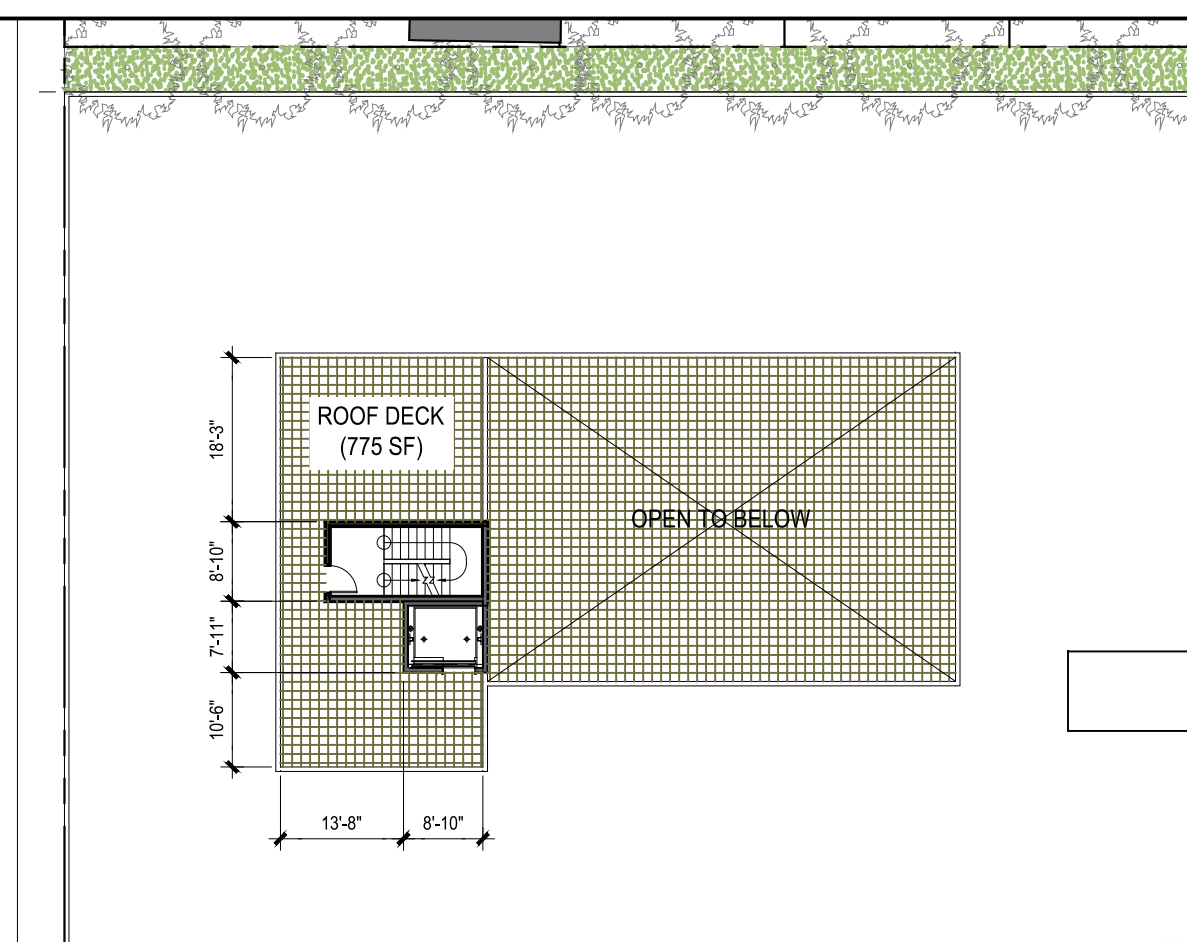 ROOF DECK
(775 SF)
OPEN TO BELOW
18'-3"
8'-10"
7'-11"
10'-6"
13'-8"
8'-10"